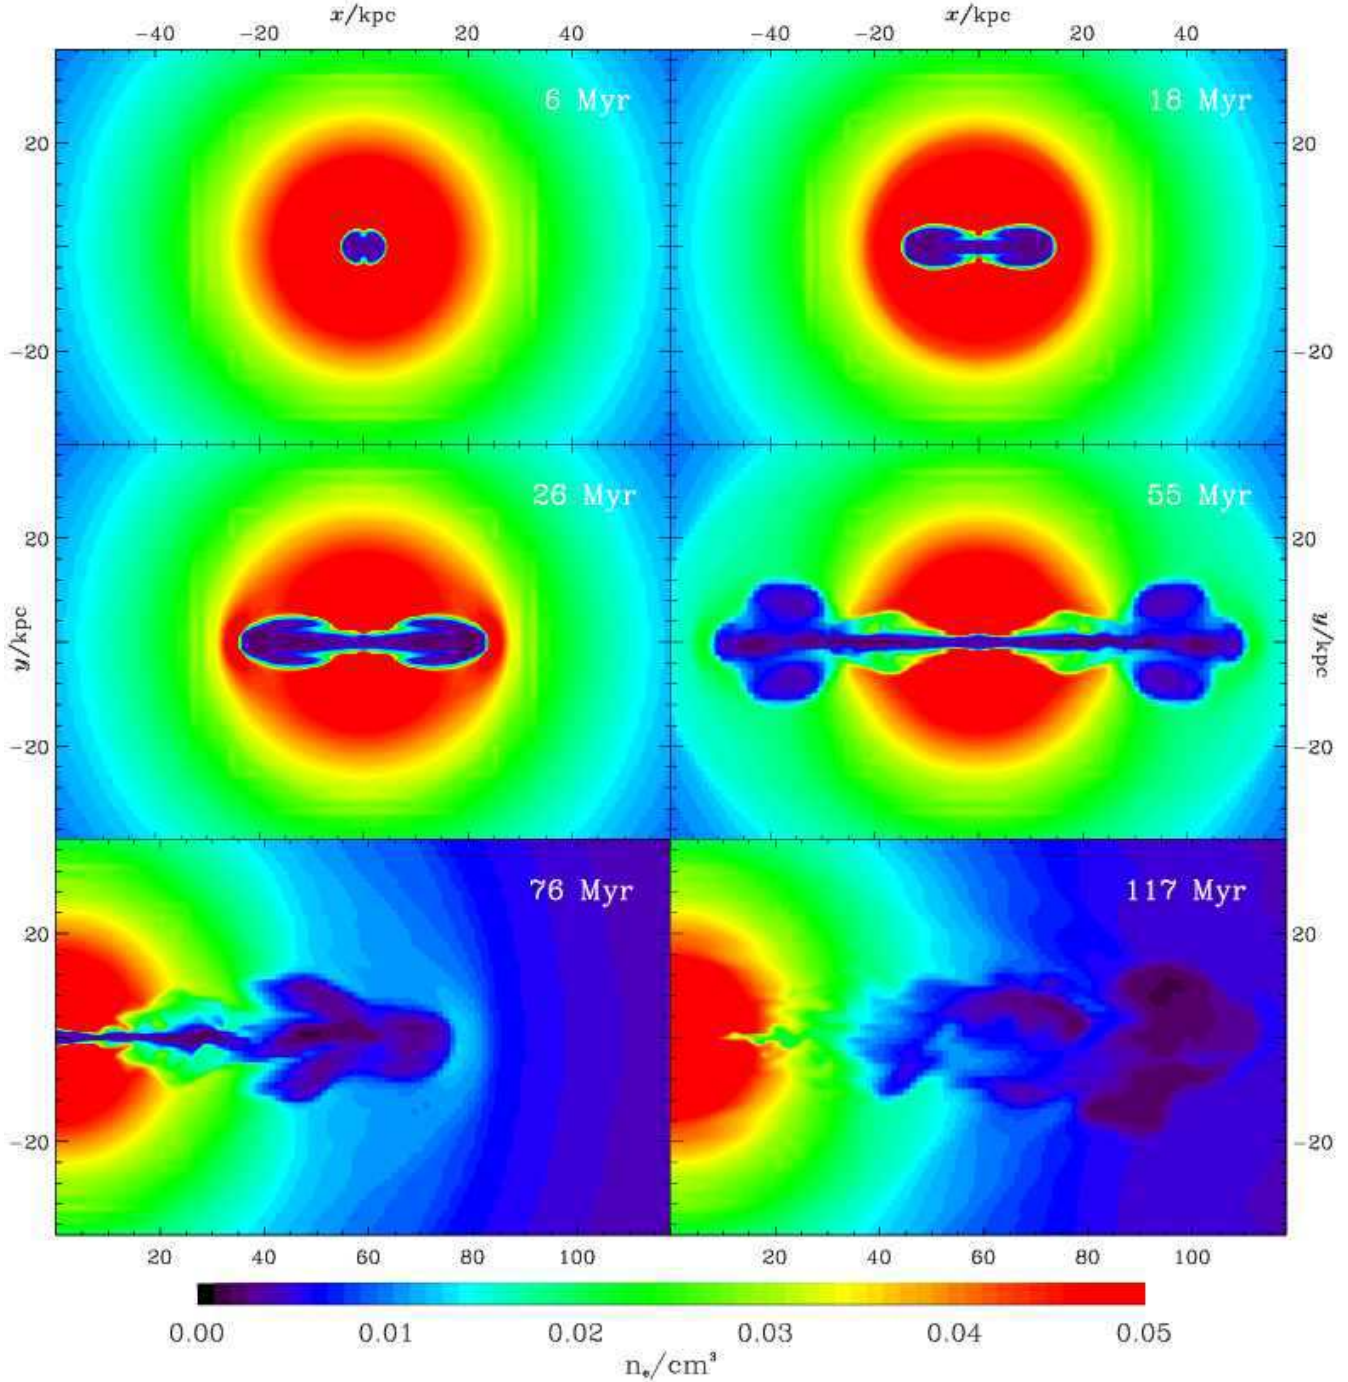 x/kpc x/kpc
-40 -20 20 40 -40 -20 20 40
6 Myr 18 Myr
20 20
-20 -20
26 Myr 55 Myr
20 20
y/kpc y/kpc
-20 -20
76 Myr 117 Myr
20 20
-20 -20
20 40 60 80 100 20 40 60 80 100
0.00 0.01 0.02 0.03 0.04 0.05
nₑ/cm³